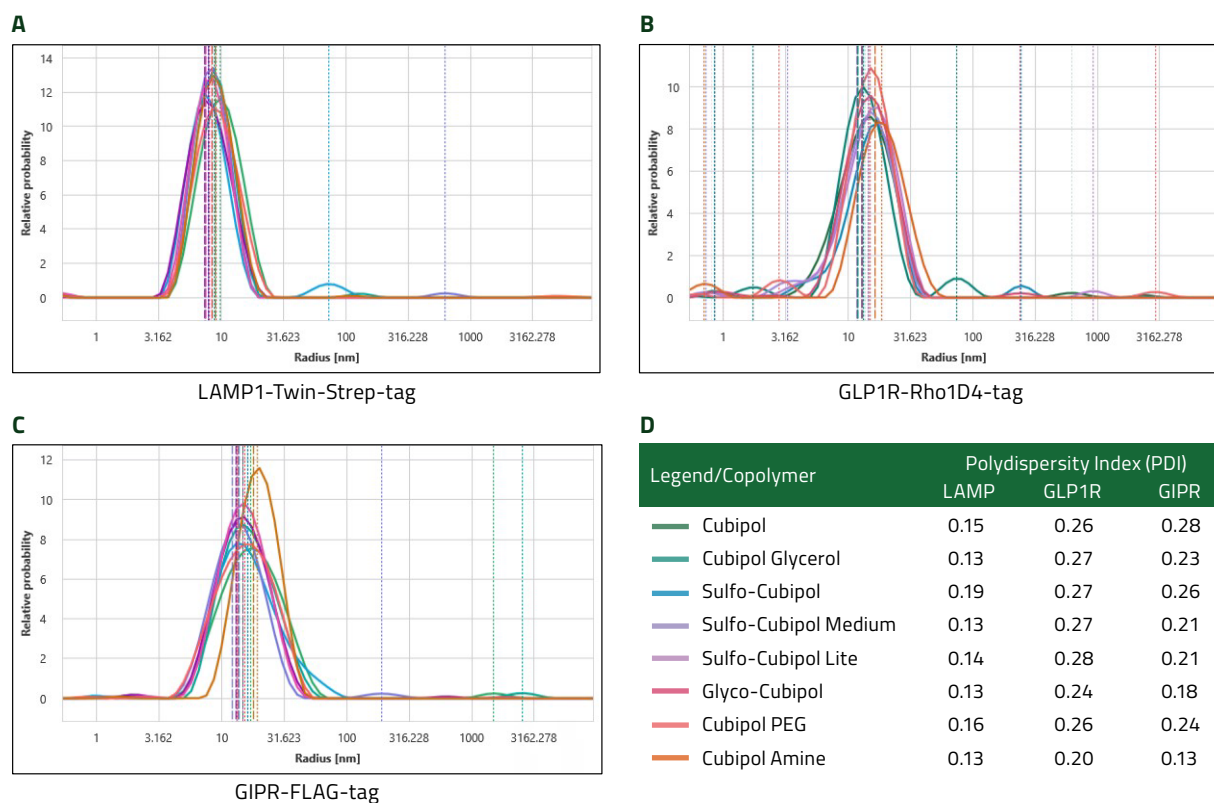 A
14
12
10
8
6
4
2
0
Relative probability
1 3.162 10 31.623 100 316.228 1000 3162.278
Radius [nm]
LAMP1-Twin-Strep-tag
B
10
8
6
4
2
0
Relative probability
1 3.162 10 31.623 100 316.228 1000 3162.278
Radius [nm]
GLP1R-Rho1D4-tag
C
12
10
8
6
4
2
0
Relative probability
1 3.162 10 31.623 100 316.228 1000 3162.278
Radius [nm]
GIPR-FLAG-tag
D
Legend/Copolymer Polydispersity Index (PDI)
LAMP GLP1R GIPR
Cubipol 0.15 0.26 0.28
Cubipol Glycerol 0.13 0.27 0.23
Sulfo-Cubipol 0.19 0.27 0.26
Sulfo-Cubipol Medium 0.13 0.27 0.21
Sulfo-Cubipol Lite 0.14 0.28 0.21
Glyco-Cubipol 0.13 0.24 0.18
Cubipol PEG 0.16 0.26 0.24
Cubipol Amine 0.13 0.20 0.13